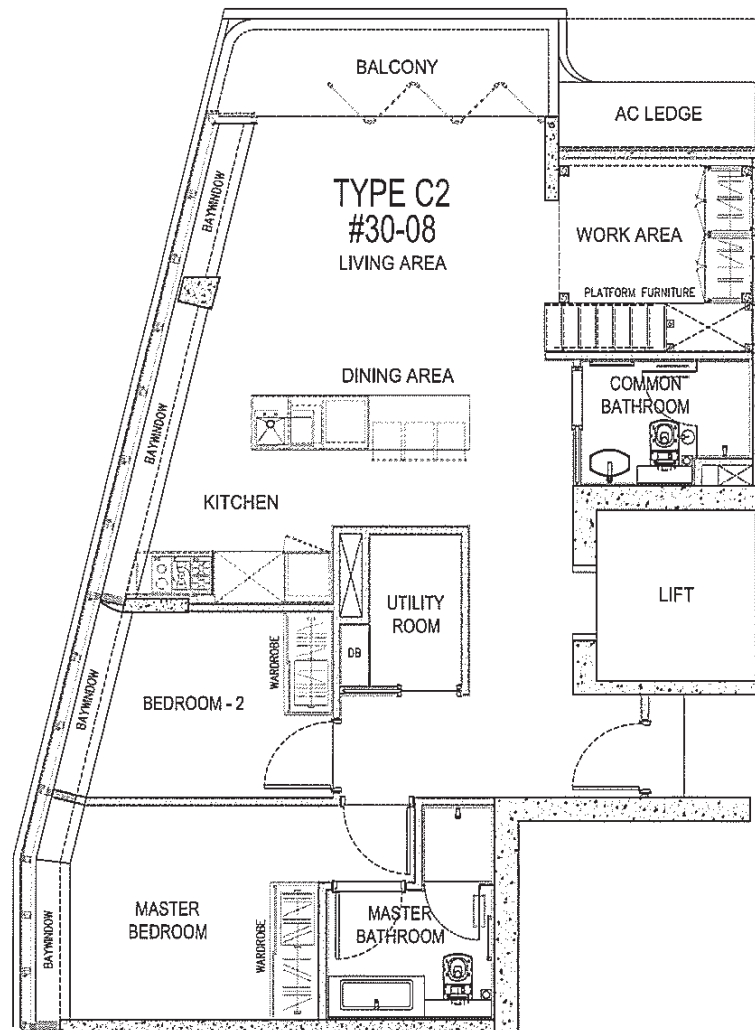 BALCONY
AC LEDGE
BAYWINDOW
TYPE C2
#30-08
LIVING AREA
WORK AREA
PLATFORM FURNITURE
DINING AREA
COMMON
BATHROOM
BAYWINDOW
KITCHEN
UTILITY
ROOM
LIFT
DB
WARDROBE
BAYWINDOW
BEDROOM - 2
MASTER
BEDROOM
WARDROBE
MASTER
BATHROOM
BAYWINDOW